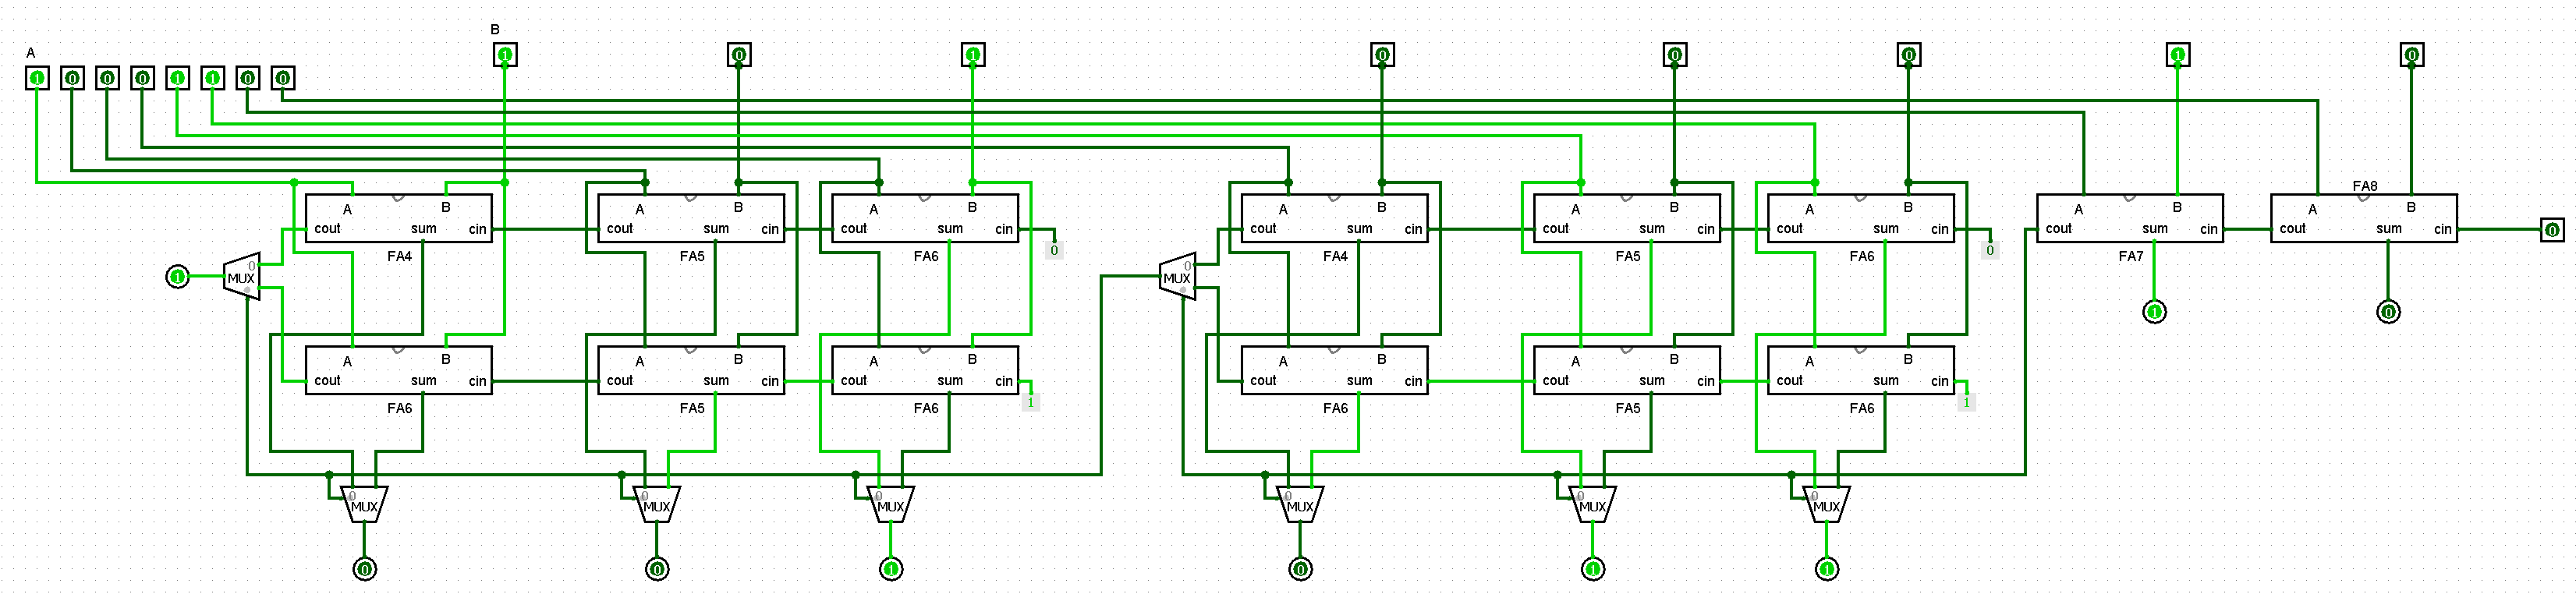 B
A
1 0 1 0 0 0 1 0
1 0 0 0 1 1 0 0
FA8
A B A B A B A B A B A B A B A B
cout sum cin cout sum cin cout sum cin cout sum cin cout sum cin cout sum cin cout sum cin cout sum cin 0
FA4 FA5 FA6 0 FA4 FA5 FA6 0 FA7
0 0
1 MUX MUX
1 0
A B A B A B A B A B A B
cout sum cin cout sum cin cout sum cin cout sum cin cout sum cin cout sum cin
FA6 FA5 FA6 1 FA6 FA5 FA6 1
0 0 0 0 0 0
MUX MUX MUX MUX MUX MUX
0 0 1 0 1 1